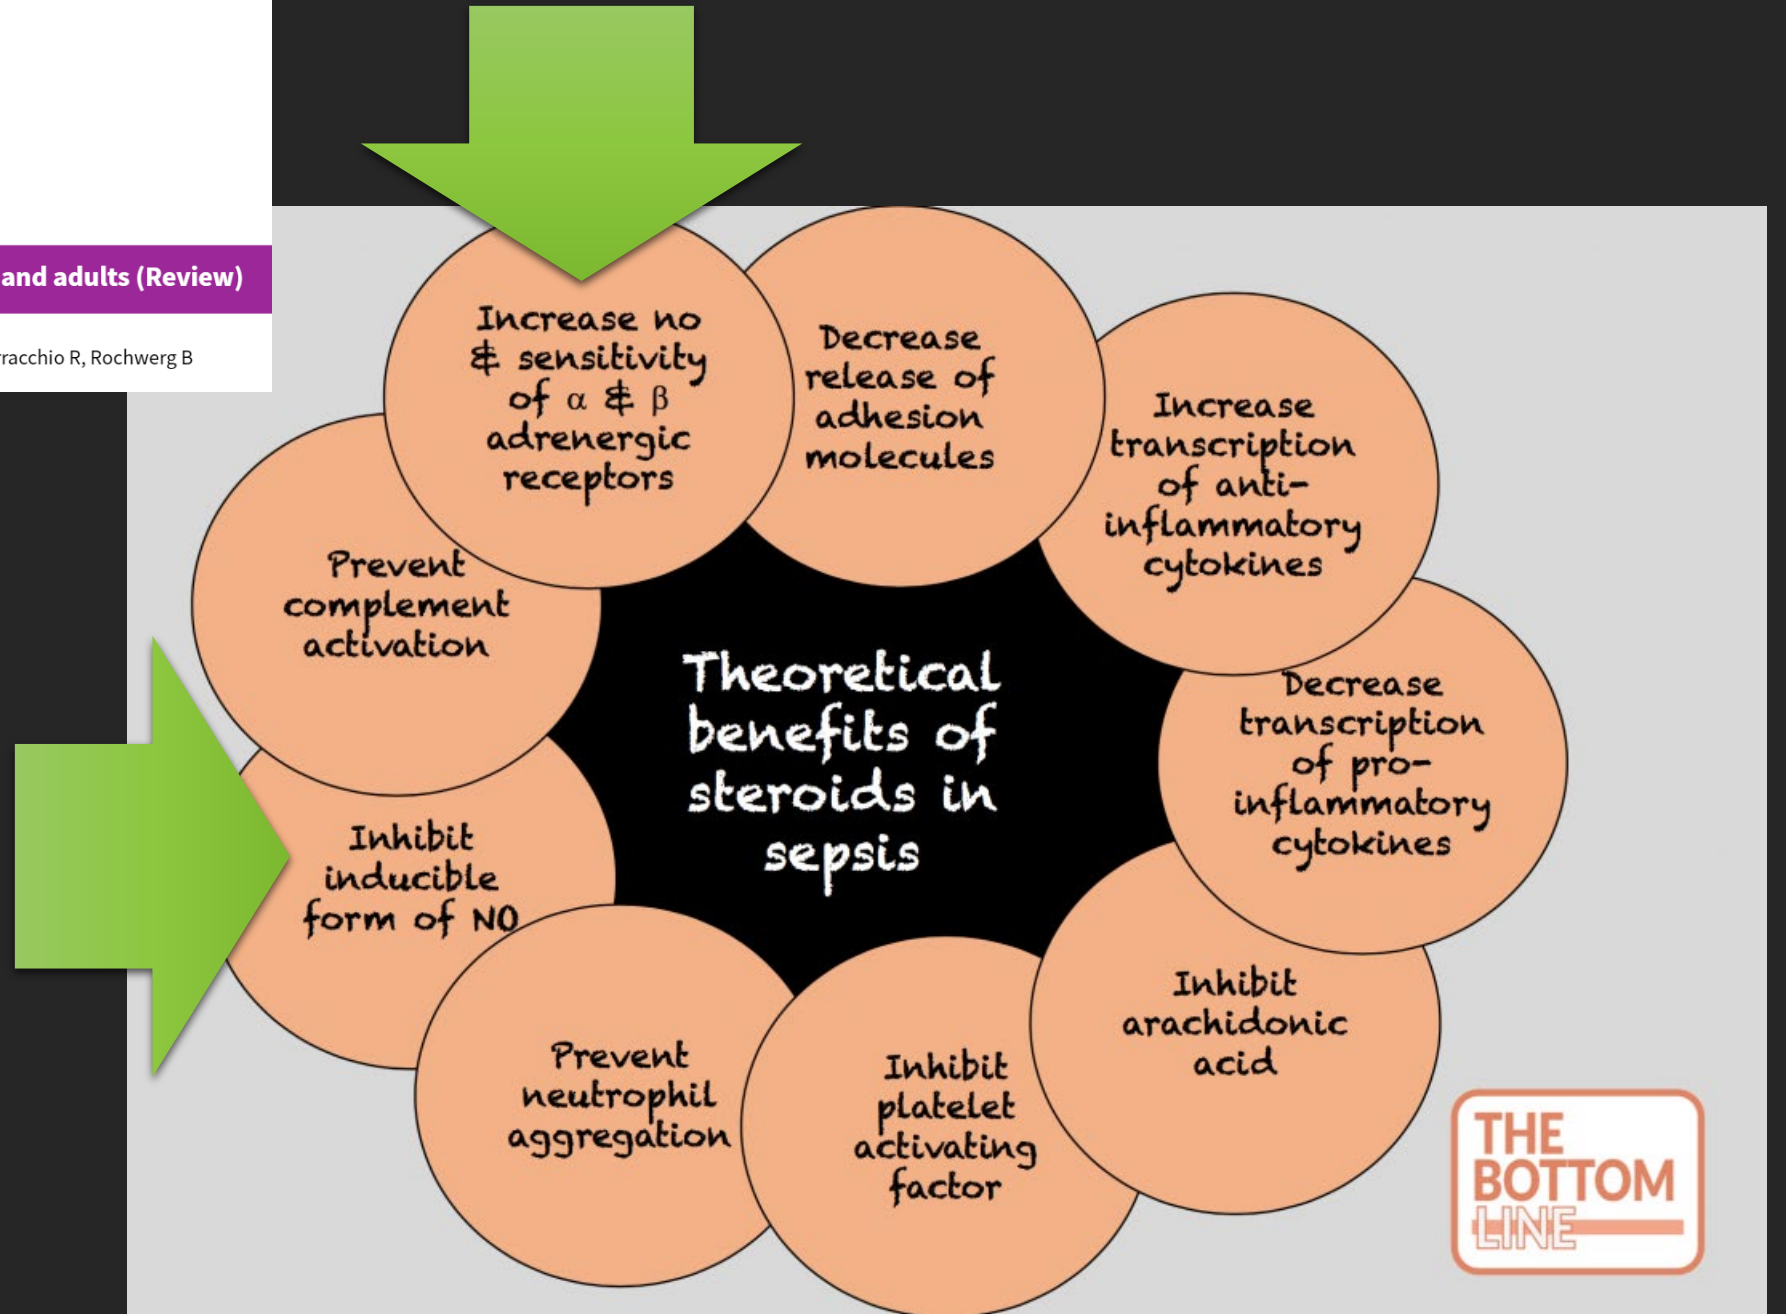 and adults (Review)
rracchio R, Rochwerg B
Increase no
& sensitivity
of α & β
adrenergic
receptors
Decrease
release of
adhesion
molecules
Increase
transcription
of anti-
inflammatory
cytokines
Prevent
complement
activation
Theoretical
benefits of
steroids in
sepsis
Decrease
transcription
of pro-
inflammatory
cytokines
Inhibit
inducible
form of NO
Inhibit
arachidonic
acid
Prevent
neutrophil
aggregation
Inhibit
platelet
activating
factor
THE
BOTTOM
LINE